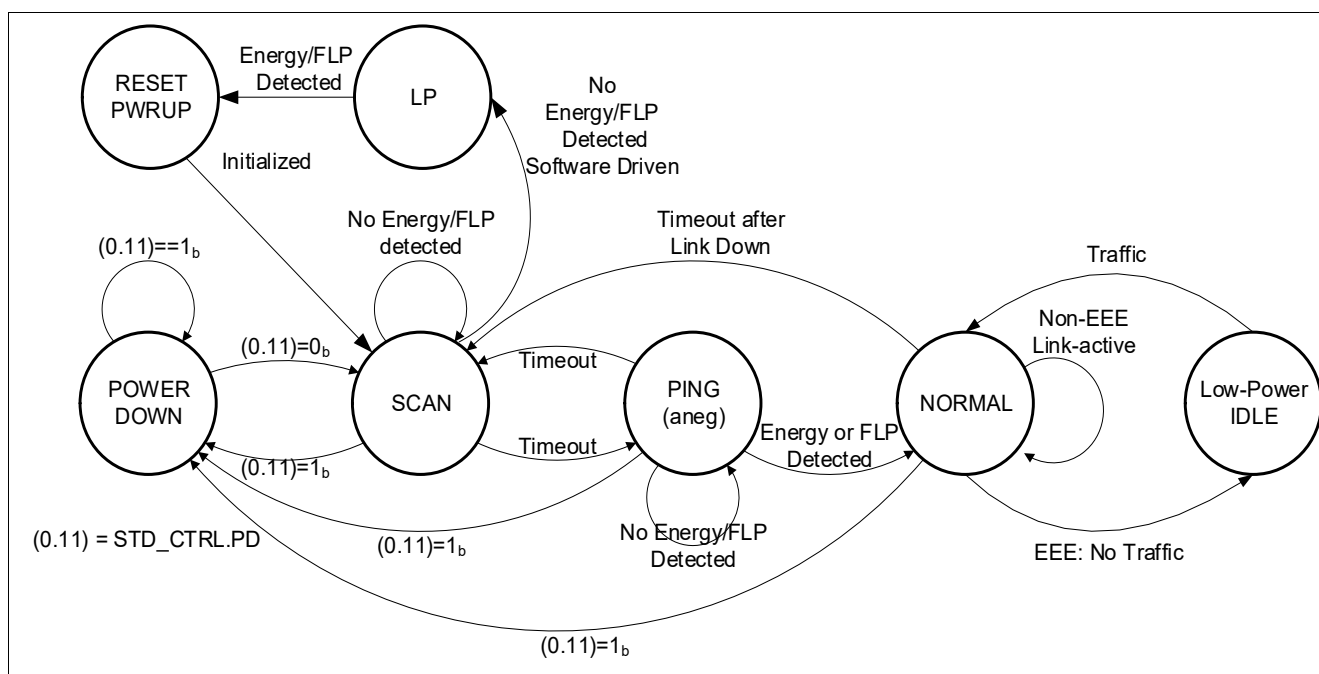 RESET
PWRUP
Energy/FLP
Detected
LP
No
Energy/FLP
Detected
Software Driven
Initialized
No Energy/FLP
detected
Timeout after
Link Down
Traffic
(0.11)==1b
Non-EEE
Link-active
(0.11)=0b
Timeout
POWER
DOWN
SCAN
PING
(aneg)
NORMAL
Low-Power
IDLE
Energy or FLP
Detected
Timeout
(0.11)=1b
No Energy/FLP
Detected
(0.11) = STD_CTRL.PD
(0.11)=1b
EEE: No Traffic
(0.11)=1b